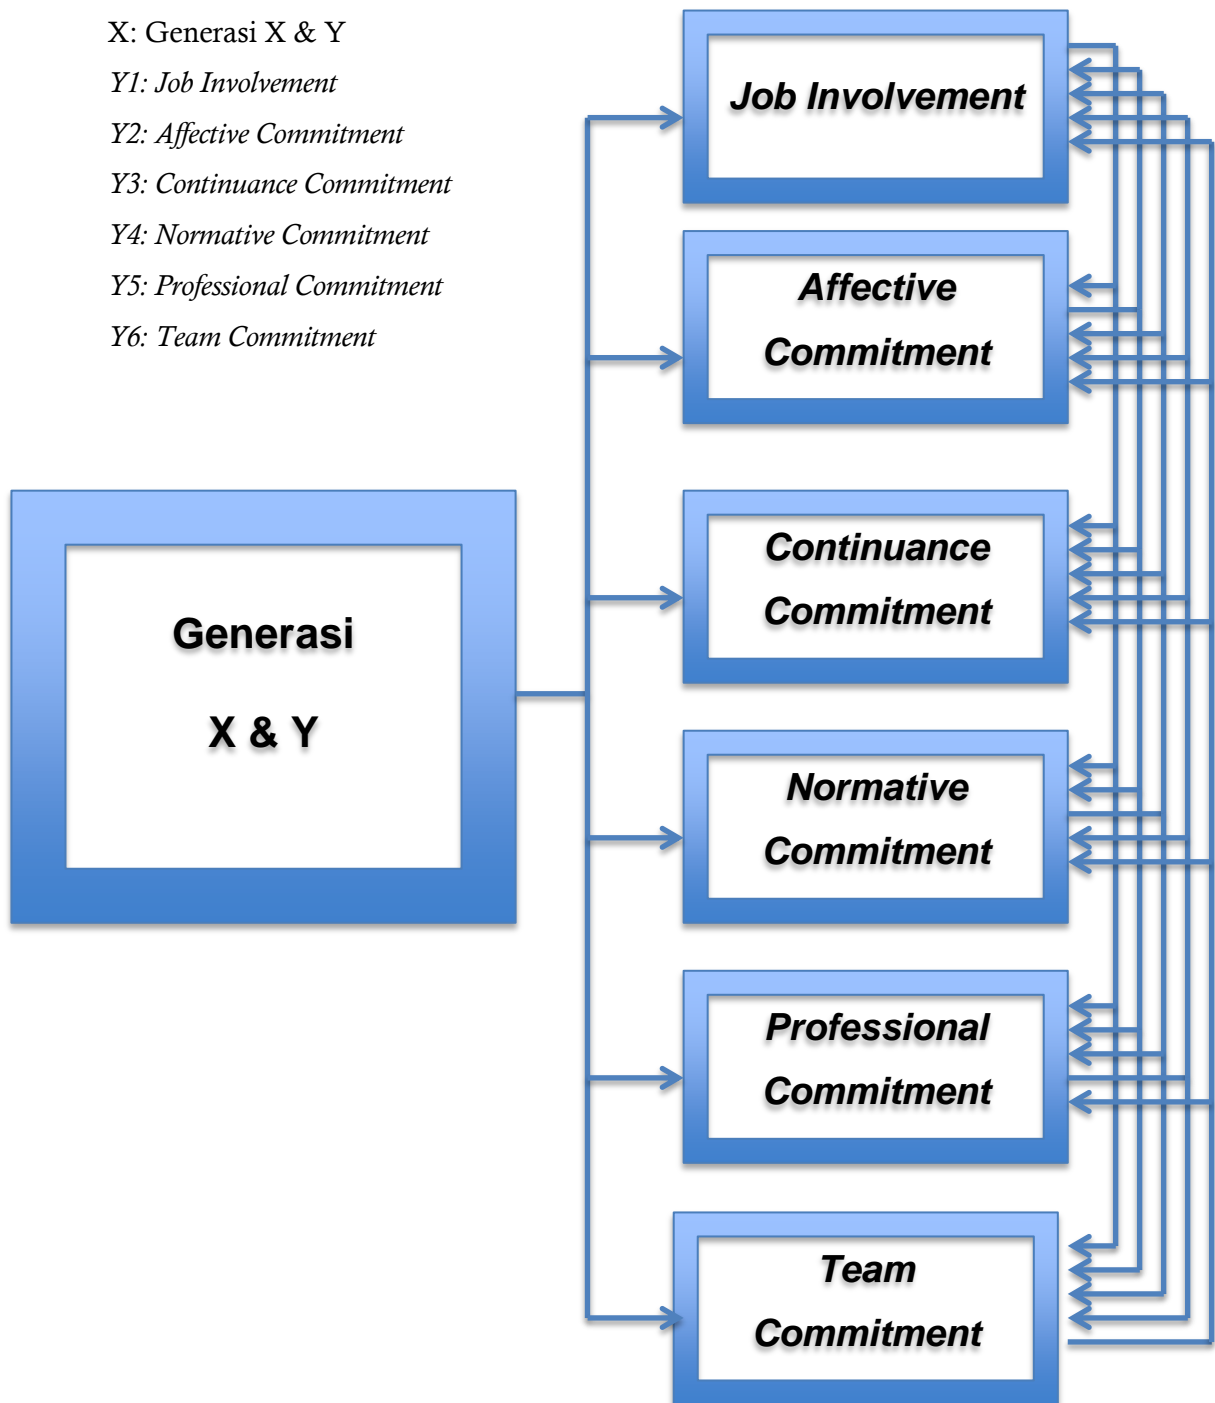 X: Generasi X & Y
Y1: Job Involvement
Y2: Affective Commitment
Y3: Continuance Commitment
Y4: Normative Commitment
Y5: Professional Commitment
Y6: Team Commitment
Job Involvement
Affective
Commitment
Continuance
Commitment
Generasi
X & Y
Normative
Commitment
Professional
Commitment
Team
Commitment